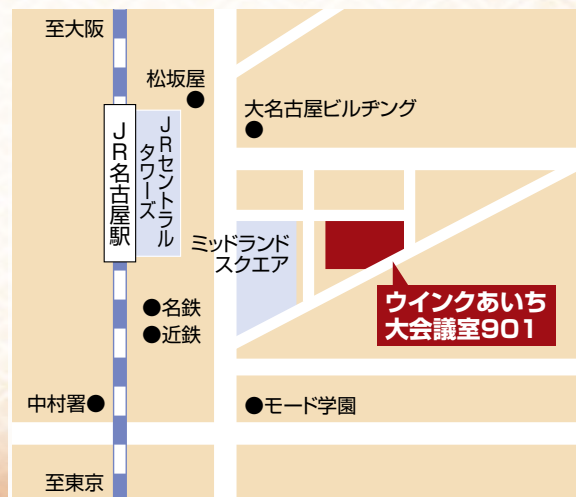 至大阪
松坂屋
大名古屋ビルヂング
JR名古屋駅
JRセントラル
タワーズ
ミッドランド
スクエア
ウインクあいち
大会議室901
●名鉄
●近鉄
中村署●
●モード学園
至東京